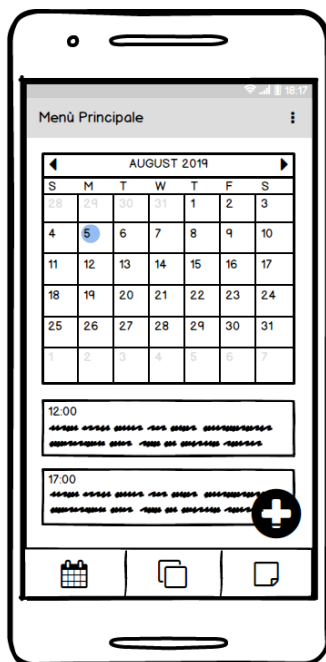 18:17
Menù Principale
AUGUST 2019
S M T W T F S
28 29 30 31 1 2 3
4 5 6 7 8 9 10
11 12 13 14 15 16 17
18 19 20 21 22 23 24
25 26 27 28 29 30 31
1 2 3 4 5 6 7
12:00
17:00